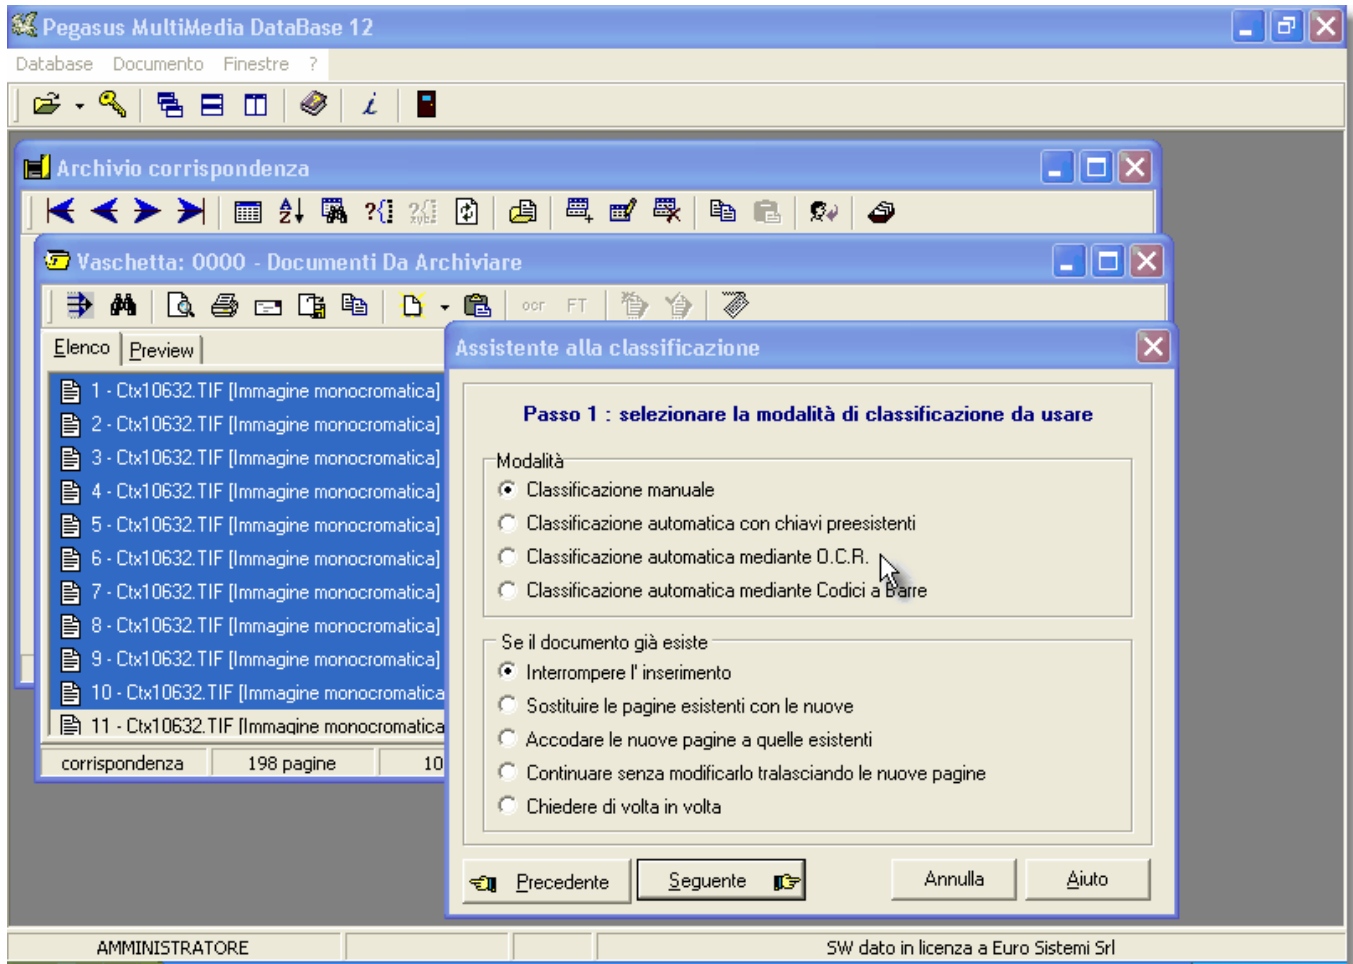 Pegasus MultiMedia DataBase 12
Database Documento Finestre ?
Archivio corrispondenza
Vaschetta: 0000 - Documenti Da Archiviare
ocr FT
Elenco Preview
1 - Ctx10632.TIF [Immagine monocromatica]
2 - Ctx10632.TIF [Immagine monocromatica]
3 - Ctx10632.TIF [Immagine monocromatica]
4 - Ctx10632.TIF [Immagine monocromatica]
5 - Ctx10632.TIF [Immagine monocromatica]
6 - Ctx10632.TIF [Immagine monocromatica]
7 - Ctx10632.TIF [Immagine monocromatica]
8 - Ctx10632.TIF [Immagine monocromatica]
9 - Ctx10632.TIF [Immagine monocromatica]
10 - Ctx10632.TIF [Immagine monocromatica
11 - Ctx10632.TIF [Immagine monocromatica
corrispondenza 198 pagine 10
Assistente alla classificazione
Passo 1 : selezionare la modalità di classificazione da usare
Modalità
Classificazione manuale
Classificazione automatica con chiavi preesistenti
Classificazione automatica mediante O.C.R.
Classificazione automatica mediante Codici a Barre
Se il documento già esiste
Interrompere l' inserimento
Sostituire le pagine esistenti con le nuove
Accodare le nuove pagine a quelle esistenti
Continuare senza modificarlo tralasciando le nuove pagine
Chiedere di volta in volta
Precedente Seguente Annulla Aiuto
AMMINISTRATORE SW dato in licenza a Euro Sistemi Srl